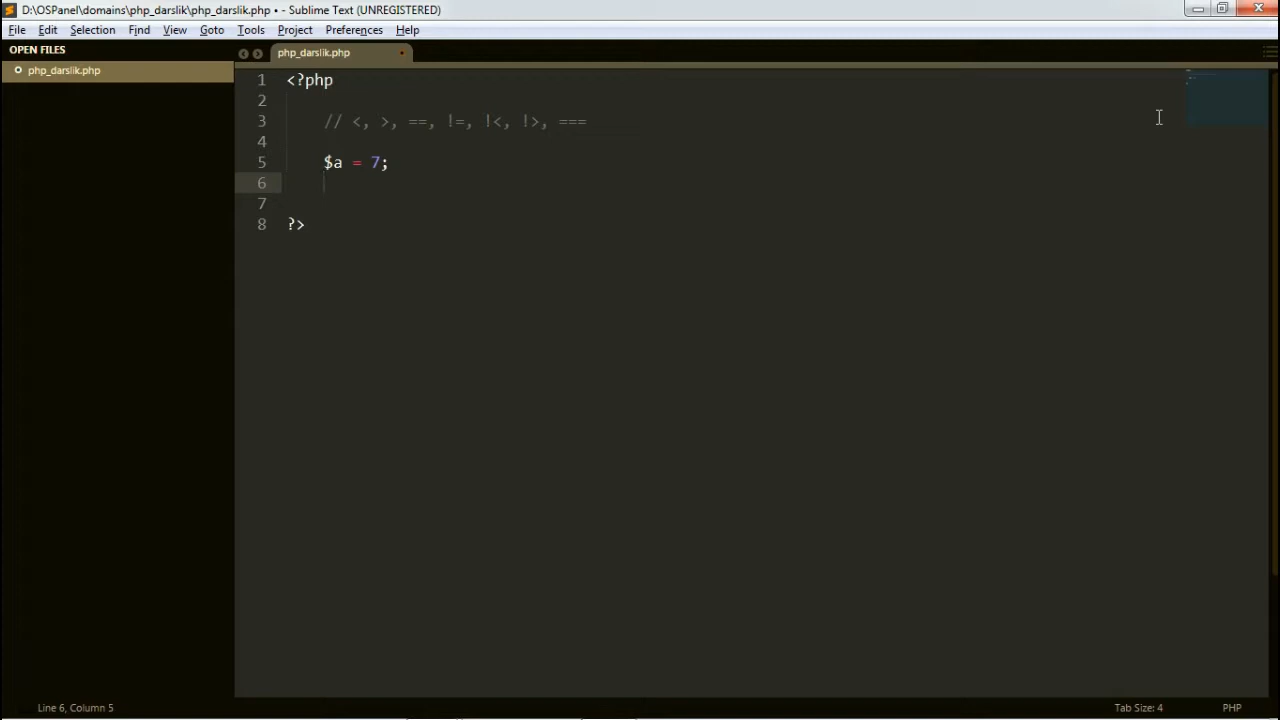 D:\OSPanel\domains\php_darslik\php_darslik.php • - Sublime Text (UNREGISTERED)
File Edit Selection Find View Goto Tools Project Preferences Help
OPEN FILES
php_darslik.php
php_darslik.php
1 <?php
2
3 // <, >, ==, !=, !<, !>, ===
4
5 $a = 7;
6
7
8 ?>
Line 6, Column 5
Tab Size: 4
PHP